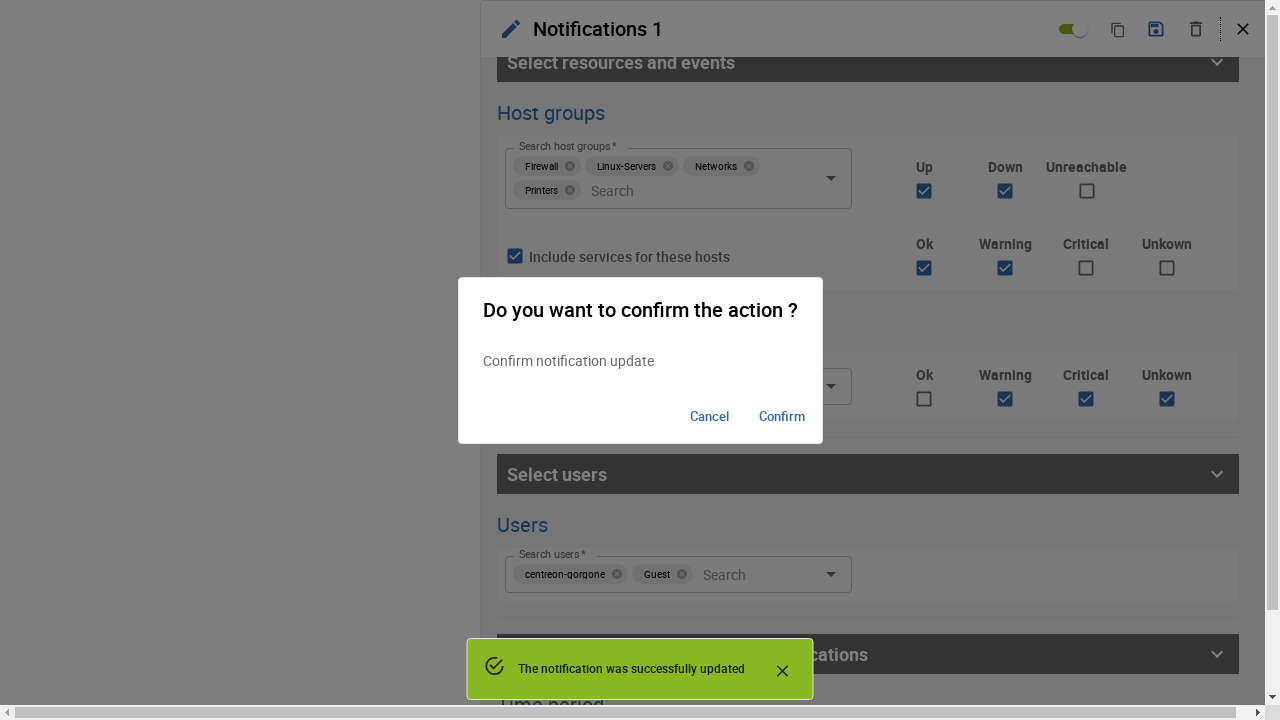 Notifications 1
Select resources and events
Host groups
Search host groups *
Firewall Linux-Servers Networks
Printers Search
Up Down Unreachable
Include services for these hosts
Ok Warning Critical Unkown
Do you want to confirm the action ?
Confirm notification update
Cancel Confirm
Ok Warning Critical Unkown
Select users
Users
Search users *
centreon-gorgone Guest Search
The notification was successfully updated
Time period